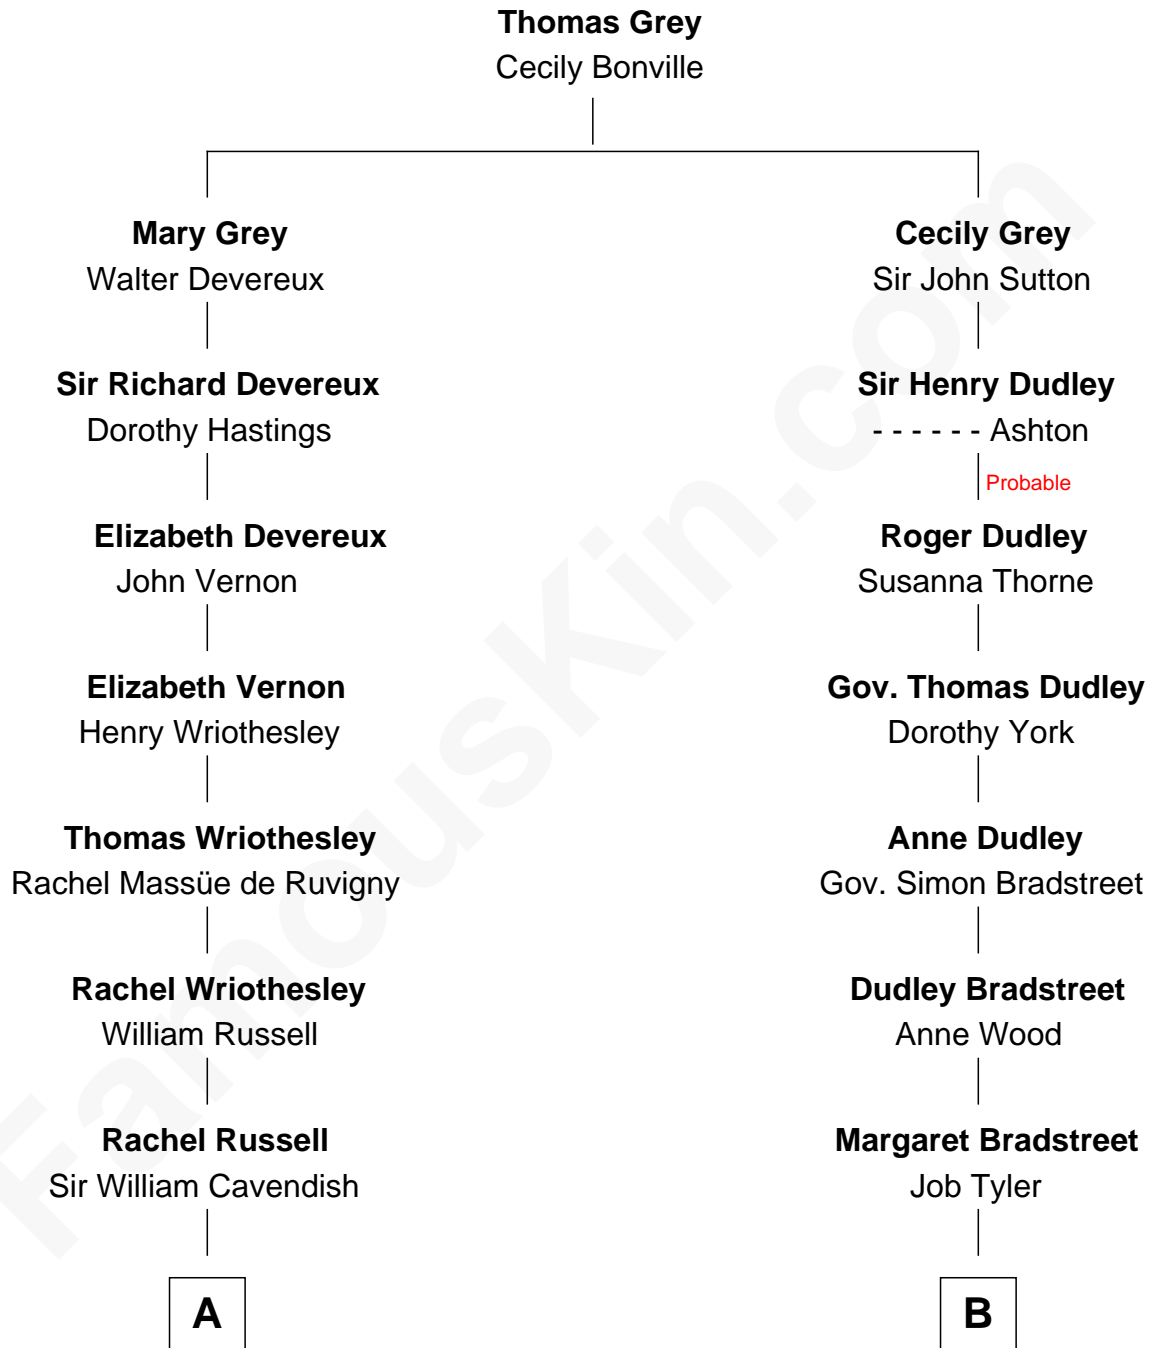 Thomas Grey
Cecily Bonville
Mary Grey
Walter Devereux
Cecily Grey
Sir John Sutton
Sir Richard Devereux
Dorothy Hastings
Sir Henry Dudley
- - - - - - Ashton
Probable
Elizabeth Devereux
John Vernon
Roger Dudley
Susanna Thorne
Elizabeth Vernon
Henry Wriothesley
Gov. Thomas Dudley
Dorothy York
Thomas Wriothesley
Rachel Massüe de Ruvigny
Anne Dudley
Gov. Simon Bradstreet
Rachel Wriothesley
William Russell
Dudley Bradstreet
Anne Wood
Rachel Russell
Sir William Cavendish
Margaret Bradstreet
Job Tyler
A
B
FamousKin.com